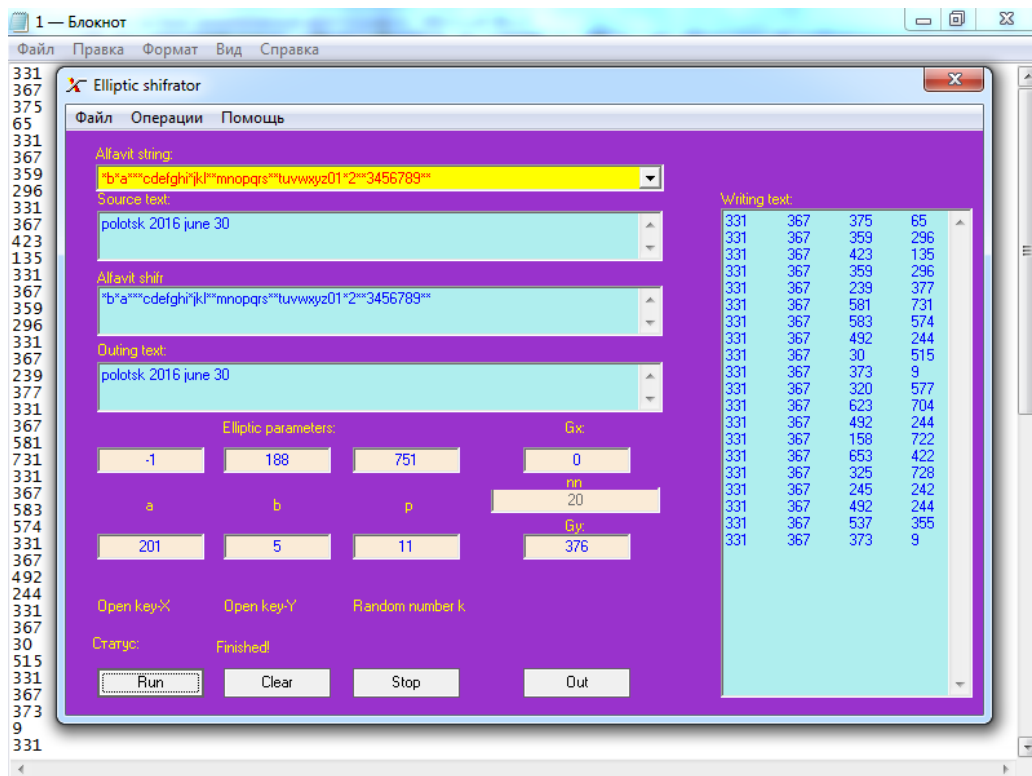 1 — Блокнот
Файл Правка Формат Вид Справка
331
367
375
65
331
367
359
296
331
367
423
135
331
367
359
296
331
367
239
377
331
367
581
731
331
367
583
574
331
367
492
244
331
367
30
515
331
367
373
9
331
Elliptic shifrator
Файл Операции Помощь
Alfavit string:
*b*a***cdefghi*jkl**mnopqrs**tuvwxyz01*2**3456789**
Source text:
polotsk 2016 june 30
Alfavit shifr
*b*a***cdefghi*jkl**mnopqrs**tuvwxyz01*2**3456789**
Outing text:
polotsk 2016 june 30
Elliptic parameters: Gx:
-1 188 751 0
nn
20
a b p
Gy:
201 5 11 376
Open key-X Open key-Y Random number k
Статус: Finished!
Run Clear Stop Out
Writing text:
331 367 375 65
331 367 359 296
331 367 423 135
331 367 359 296
331 367 239 377
331 367 581 731
331 367 583 574
331 367 492 244
331 367 30 515
331 367 373 9
331 367 320 577
331 367 623 704
331 367 492 244
331 367 158 722
331 367 653 422
331 367 325 728
331 367 245 242
331 367 492 244
331 367 537 355
331 367 373 9